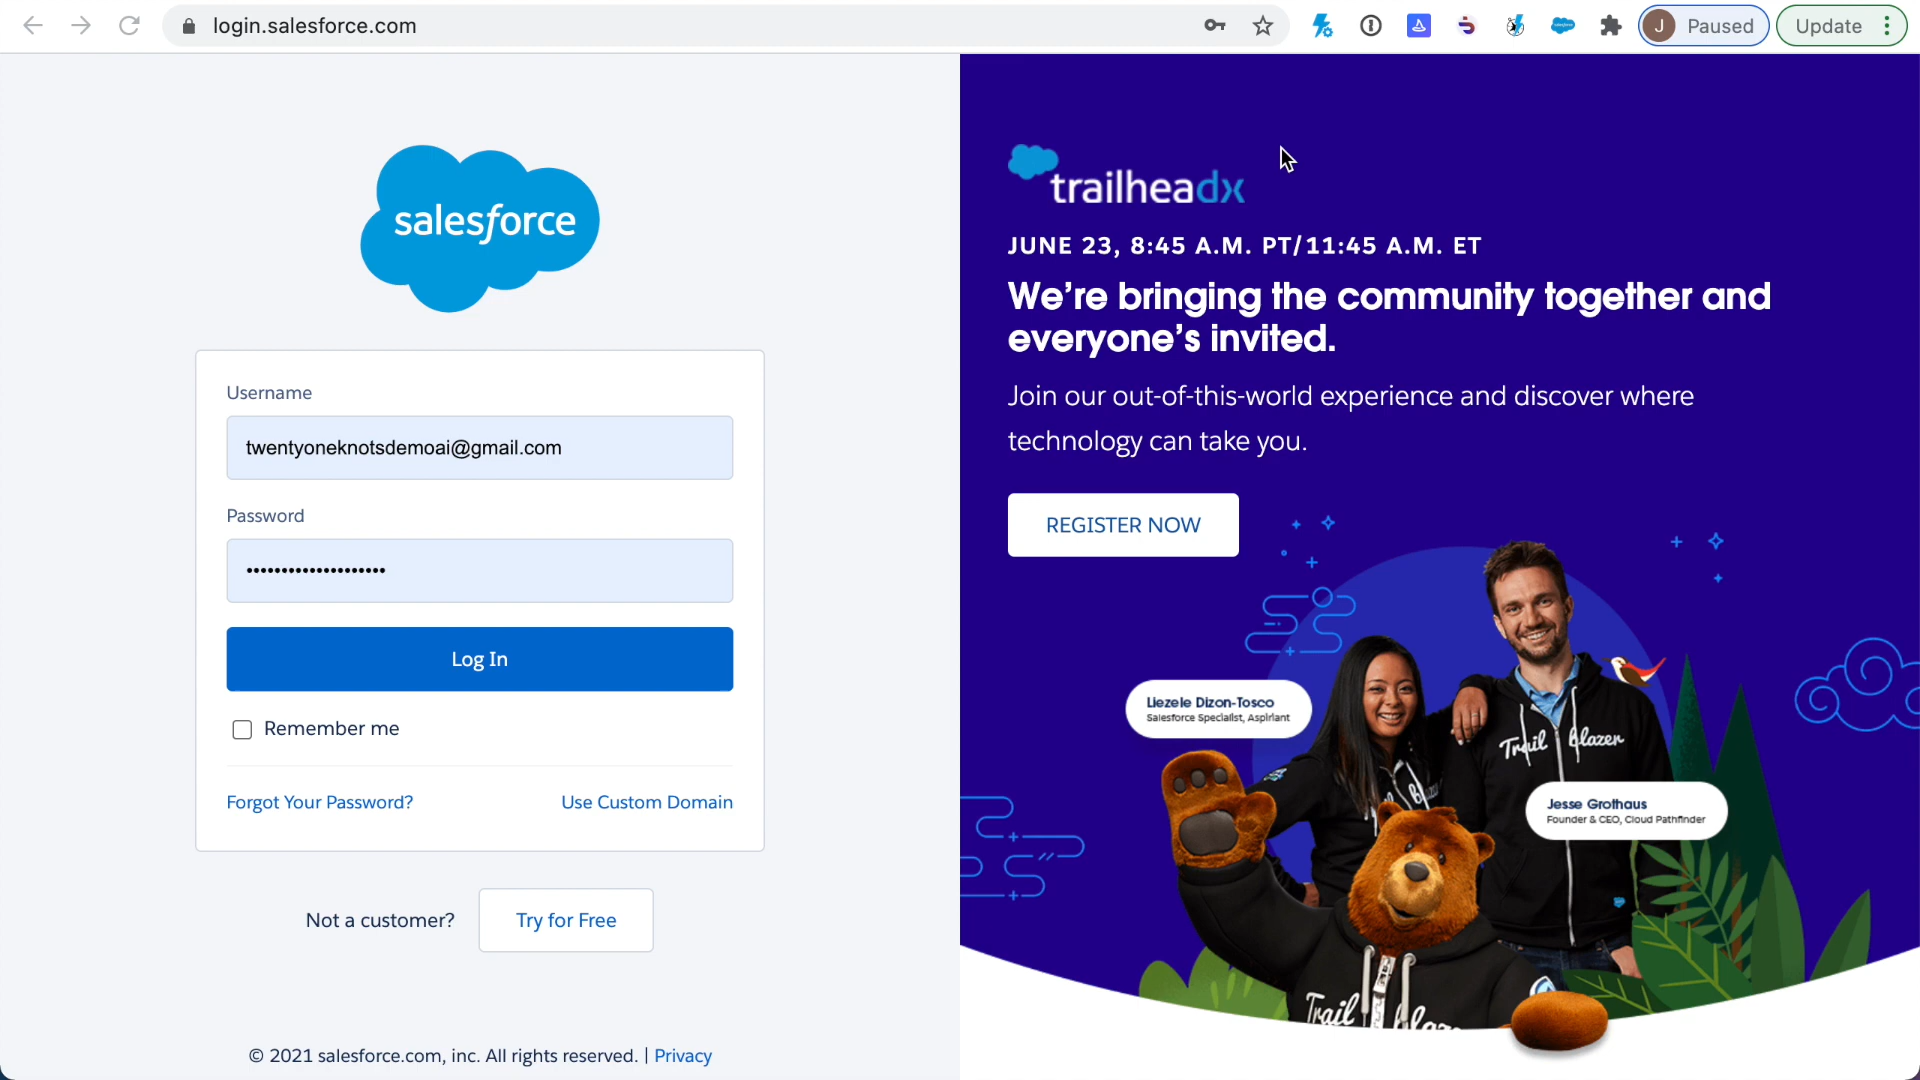 login.salesforce.com
J Paused
Update
salesforce
Username
twentyoneknotsdemoai@gmail.com
Password
Log In
Remember me
Forgot Your Password?
Use Custom Domain
Not a customer?
Try for Free
© 2021 salesforce.com, inc. All rights reserved. | Privacy
trailheadx
JUNE 23, 8:45 A.M. PT/11:45 A.M. ET
We're bringing the community together and
everyone's invited.
Join our out-of-this-world experience and discover where
technology can take you.
REGISTER NOW
Liezele Dizon-Tosco
Salesforce Specialist, Aspiriant
Trail Blazer
Jesse Grothaus
Founder & CEO, Cloud Pathfinder
Trail Blazer